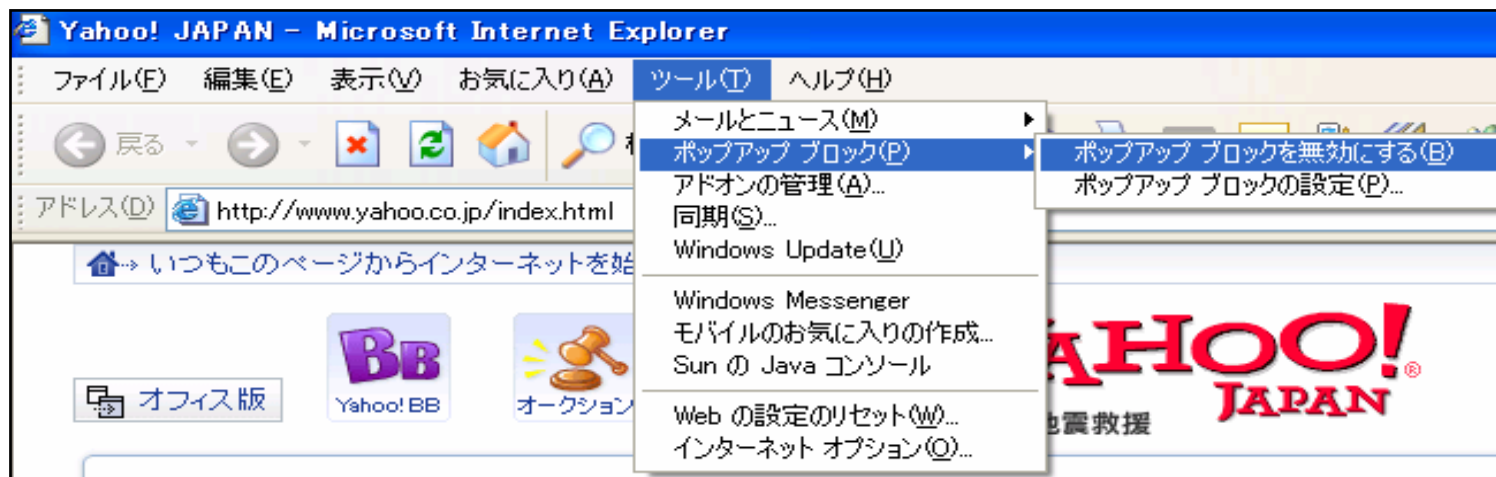 Yahoo! JAPAN - Microsoft Internet Explorer
ファイル(F) 編集(E) 表示(V) お気に入り(A) ツール(T) ヘルプ(H)
戻る
メールとニュース(M)
ポップアップ ブロック(P)
アドオンの管理(A)...
同期(S)...
Windows Update(U)
Windows Messenger
モバイルのお気に入りの作成...
Sun の Java コンソール
Web の設定のリセット(W)...
インターネット オプション(O)...
ポップアップ ブロックを無効にする(B)
ポップアップ ブロックの設定(P)...
アドレス(D) http://www.yahoo.co.jp/index.html
いつもこのページからインターネットを始
オフィス版
BB
Yahoo! BB
オークション
AHOO!
JAPAN
震救援